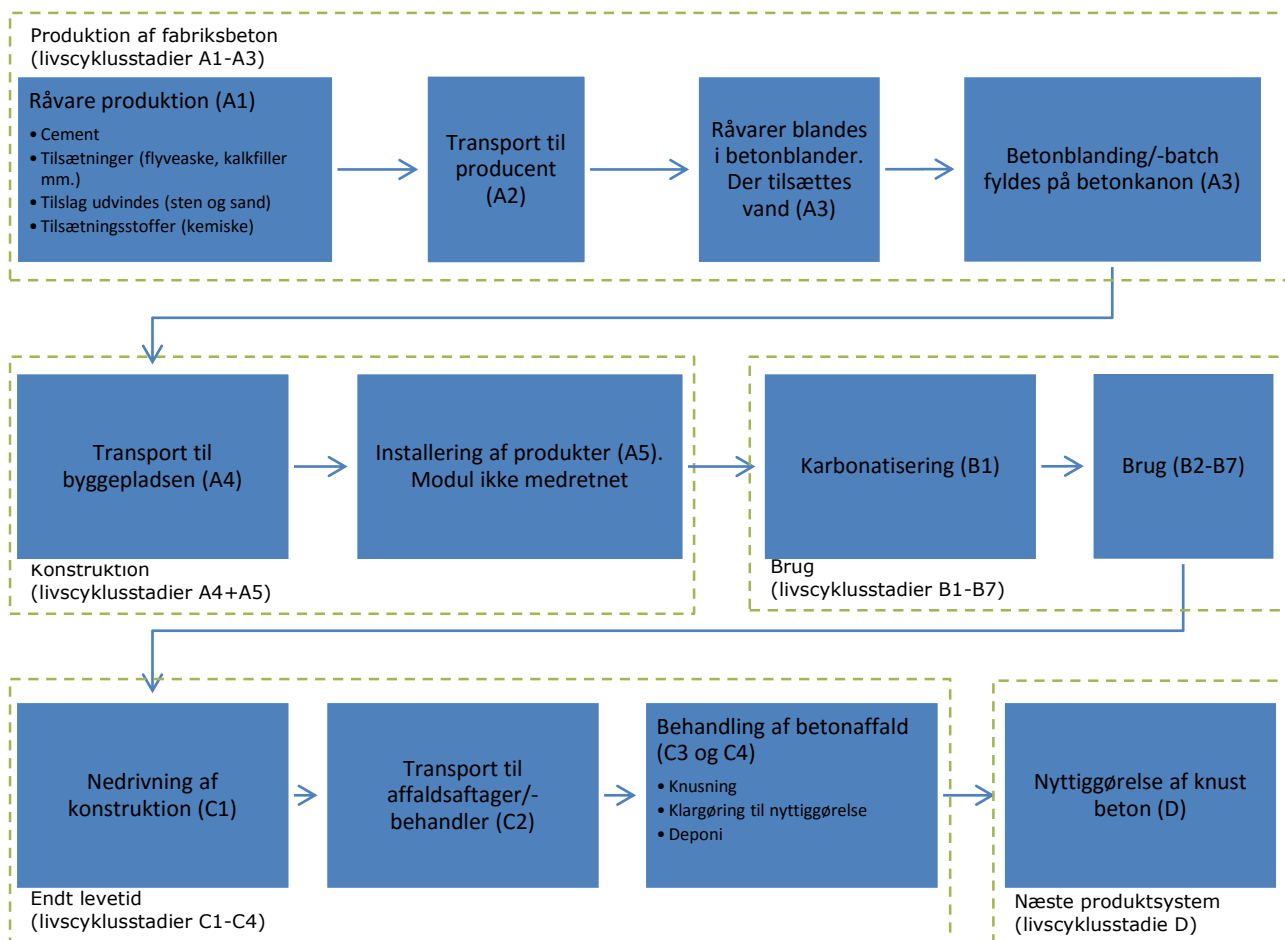 Produktion af fabriksbeton
(livscyklusstadier A1-A3)
Råvare produktion (A1)
• Cement
• Tilsætninger (flyveaske, kalkfiller
mm.)
• Tilslag udvindes (sten og sand)
• Tilsætningsstoffer (kemiske)
Transport til
producent
(A2)
Råvarer blandes
i betonblander.
Der tilsættes
vand (A3)
Betonblanding/-batch
fyldes på betonkanon (A3)
Transport til
byggepladsen (A4)
Installering af produkter (A5).
Modul ikke medretnet
Konstruktion
(livscyklusstadier A4+A5)
Karbonatisering (B1)
Brug (B2-B7)
Brug
(livscyklusstadier B1-B7)
Nedrivning af
konstruktion (C1)
Transport til
affaldsaftager/-
behandler (C2)
Behandling af betonaffald
(C3 og C4)
• Knusning
• Klargøring til nyttiggørelse
• Deponi
Endt levetid
(livscyklusstadier C1-C4)
Nyttiggørelse af knust
beton (D)
Næste produktsystem
(livscyklusstadie D)